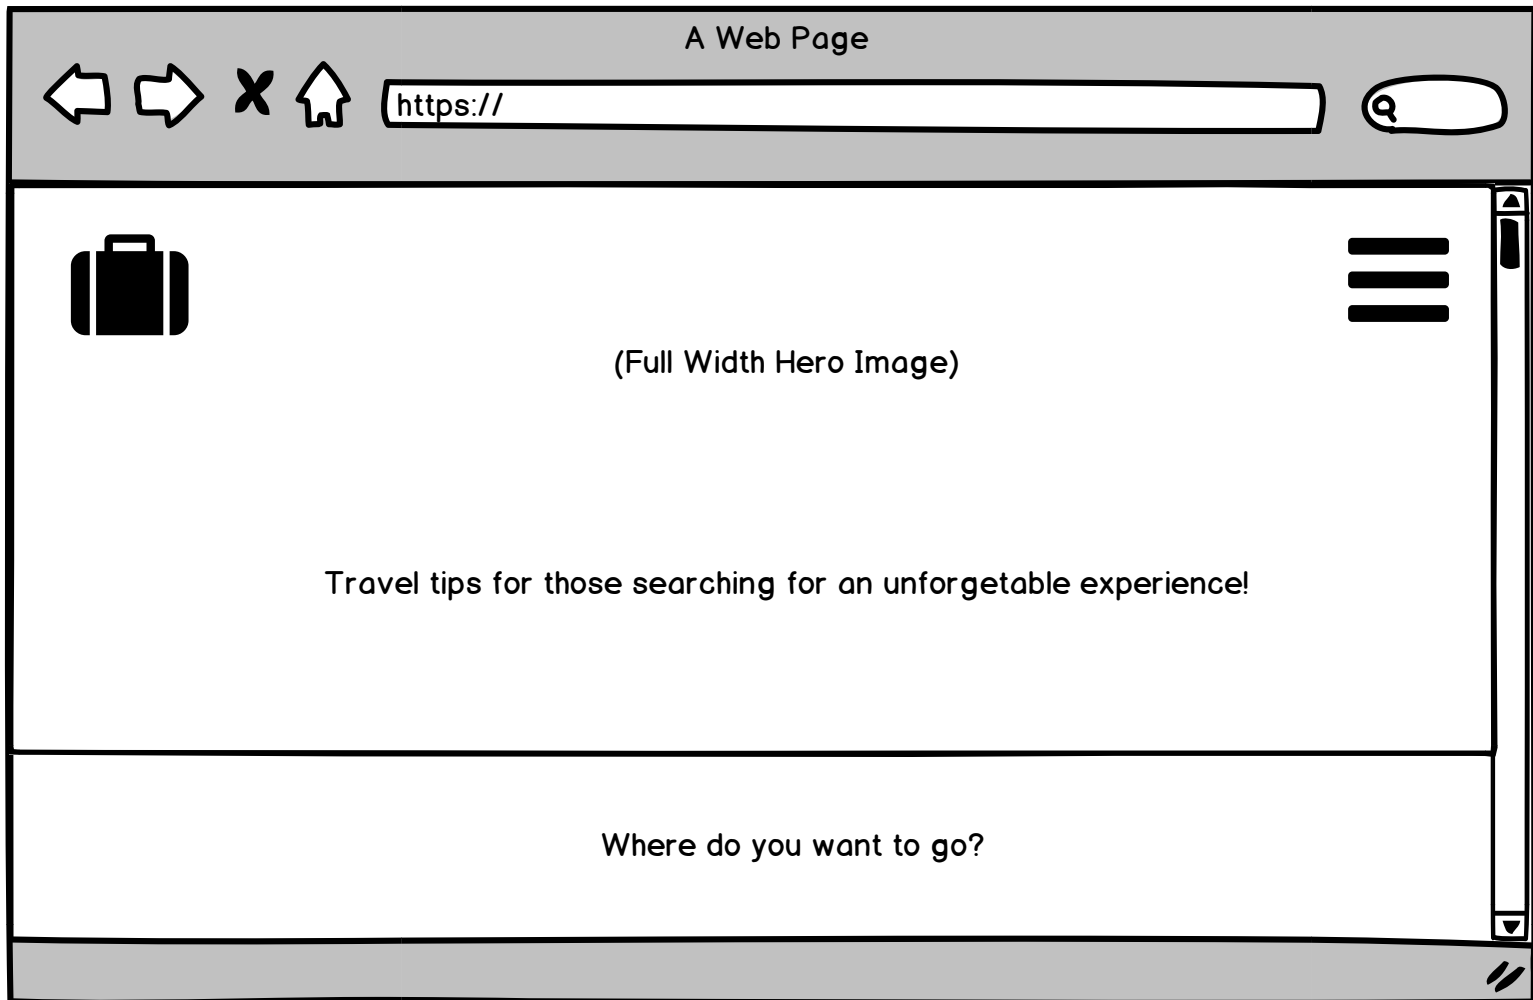 A Web Page
https://
(Full Width Hero Image)
Travel tips for those searching for an unforgetable experience!
Where do you want to go?